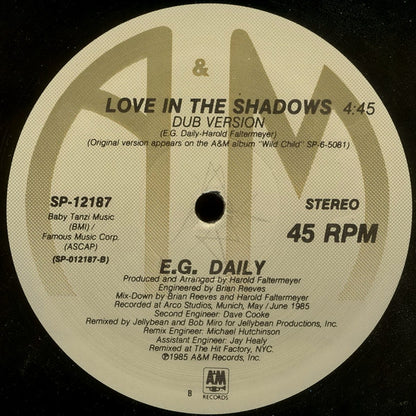 A & M
LOVE IN THE SHADOWS 4:45
DUB VERSION
(E.G. Daily-Harold Faltermeyer)
(Original version appears on the A&M album "Wild Child" SP-6-5081)
SP-12187
Baby Tanzi Music
(BMI) /
Famous Music Corp.
(ASCAP)
(SP-012187-B)
STEREO
45 RPM
E.G. DAILY
Produced and Arranged by Harold Faltermeyer
Engineered by Brian Reeves
Mix-Down by Brian Reeves and Harold Faltermeyer
Recorded at Arco Studios, Munich, May / June 1985
Second Engineer: Dave Cooke
Remixed by Jellybean and Bob Miro for Jellybean Productions, Inc.
Remix Engineer: Michael Hutchinson
Assistant Engineer: Jay Healy
Remixed at The Hit Factory, NYC.
℗1985 A&M Records, Inc.
A&M
RECORDS
B